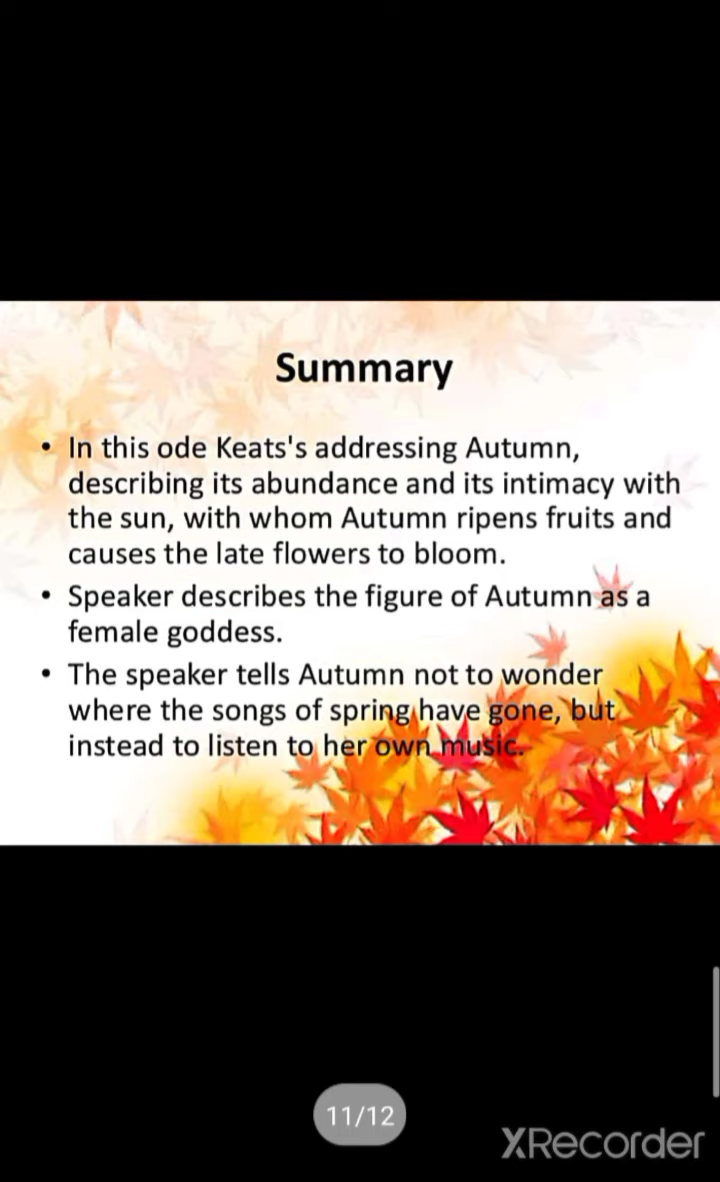 Summary
• In this ode Keats's addressing Autumn,
describing its abundance and its intimacy with
the sun, with whom Autumn ripens fruits and
causes the late flowers to bloom.
• Speaker describes the figure of Autumn as a
female goddess.
• The speaker tells Autumn not to wonder
where the songs of spring have gone, but
instead to listen to her own music.
11/12
XRecorder